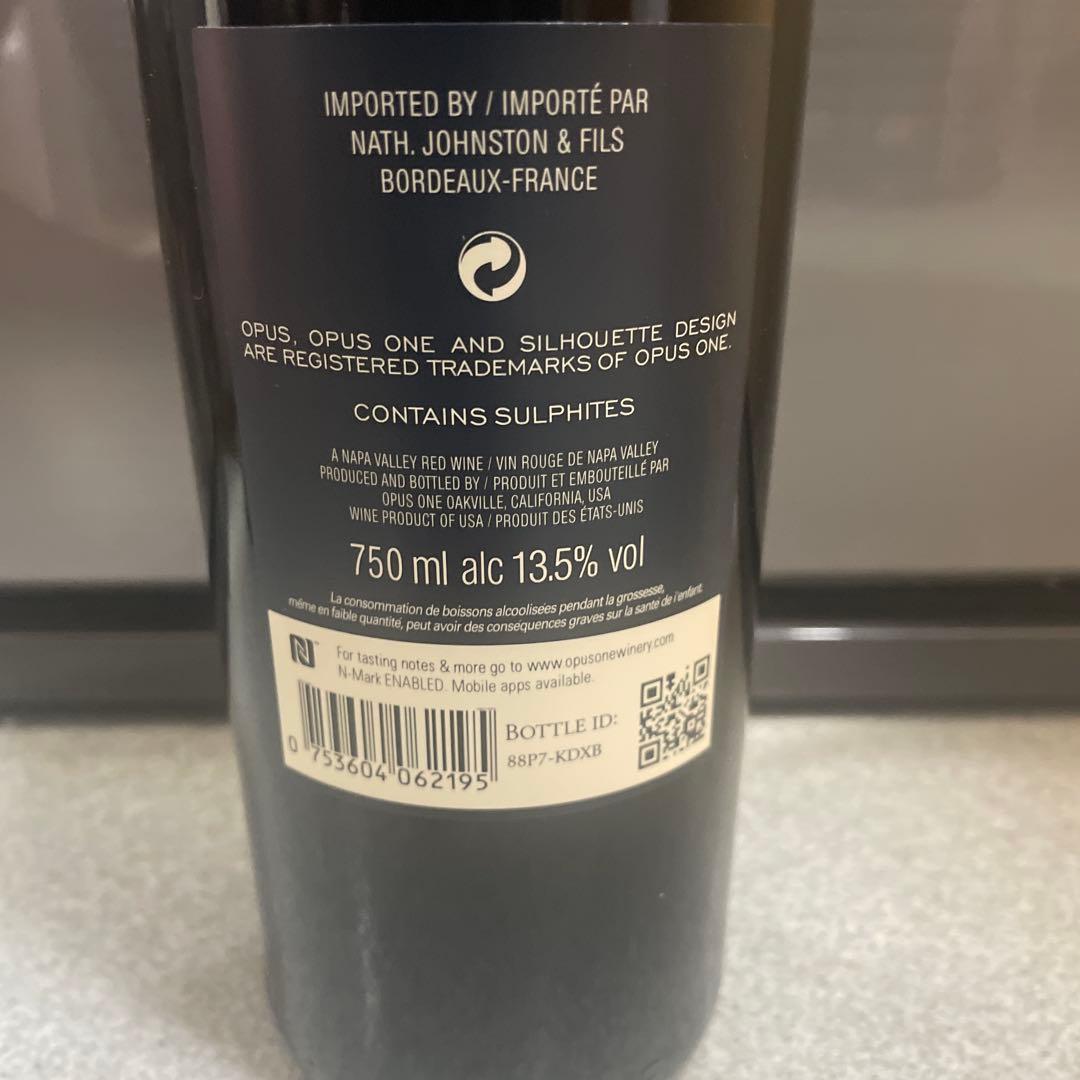 IMPORTED BY / IMPORTÉ PAR
NATH. JOHNSTON & FILS
BORDEAUX-FRANCE
OPUS, OPUS ONE AND SILHOUETTE DESIGN
ARE REGISTERED TRADEMARKS OF OPUS ONE.
CONTAINS SULPHITES
A NAPA VALLEY RED WINE / VIN ROUGE DE NAPA VALLEY
PRODUCED AND BOTTLED BY / PRODUIT ET EMBOUTEILLÉ PAR
OPUS ONE OAKVILLE, CALIFORNIA, USA
WINE PRODUCT OF USA / PRODUIT DES ÉTATS-UNIS
750 ml alc 13.5% vol
La consommation de boissons alcoolisées pendant la grossesse,
même en faible quantité, peut avoir des conséquences graves sur la santé de l'enfant.
N
For tasting notes & more go to www.opusonewinery.com
N-Mark ENABLED. Mobile apps available.
BOTTLE ID:
88P7-KDXB
0 753604 062195